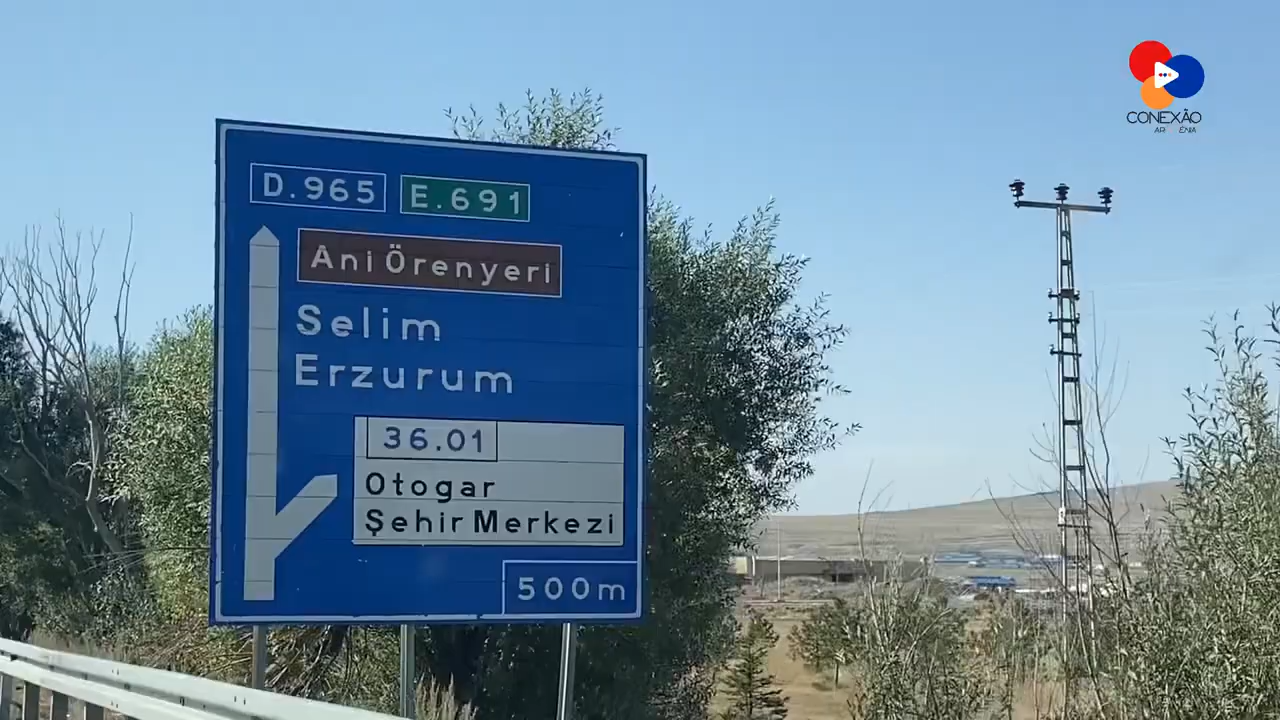 D.965 E.691
Ani Örenyeri
Selim
Erzurum
36.01
Otogar
Şehir Merkezi
500m
CONEXÃO